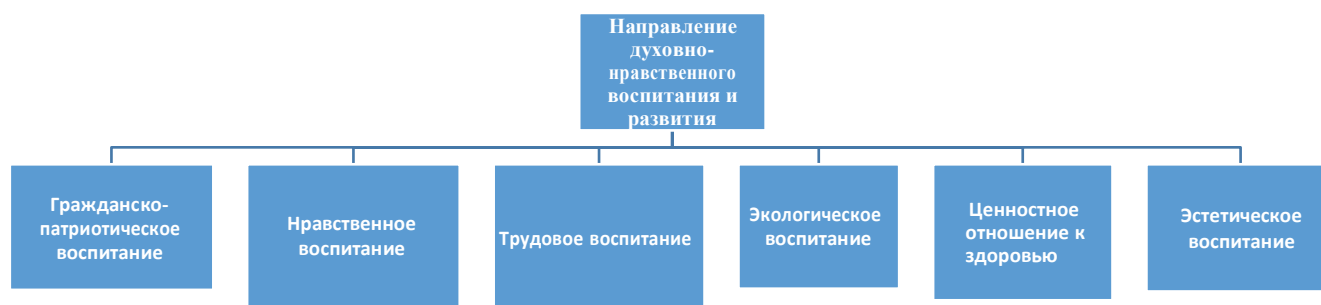 Направление
духовно-
нравственного
воспитания и
развития
Гражданско-
патриотическое
воспитание
Нравственное
воспитание
Трудовое воспитание
Экологическое
воспитание
Ценностное
отношение к
здоровью
Эстетическое
воспитание